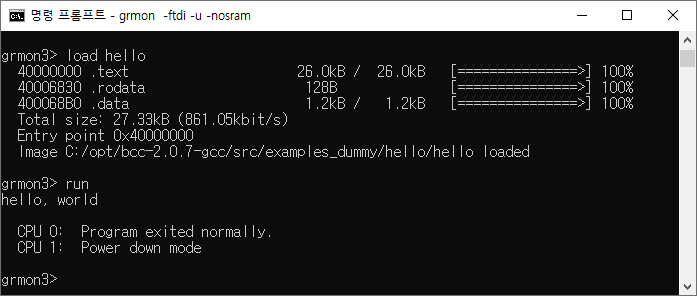 명령 프롬프트 - grmon -ftdi -u -nosram
grmon3> load hello
40000000 .text 26.0kB / 26.0kB [===============>] 100%
40006830 .rodata 128B [===============>] 100%
400068B0 .data 1.2kB / 1.2kB [===============>] 100%
Total size: 27.33kB (861.05kbit/s)
Entry point 0x40000000
Image C:/opt/bcc-2.0.7-gcc/src/examples_dummy/hello/hello loaded
grmon3> run
hello, world
CPU 0: Program exited normally.
CPU 1: Power down mode
grmon3>